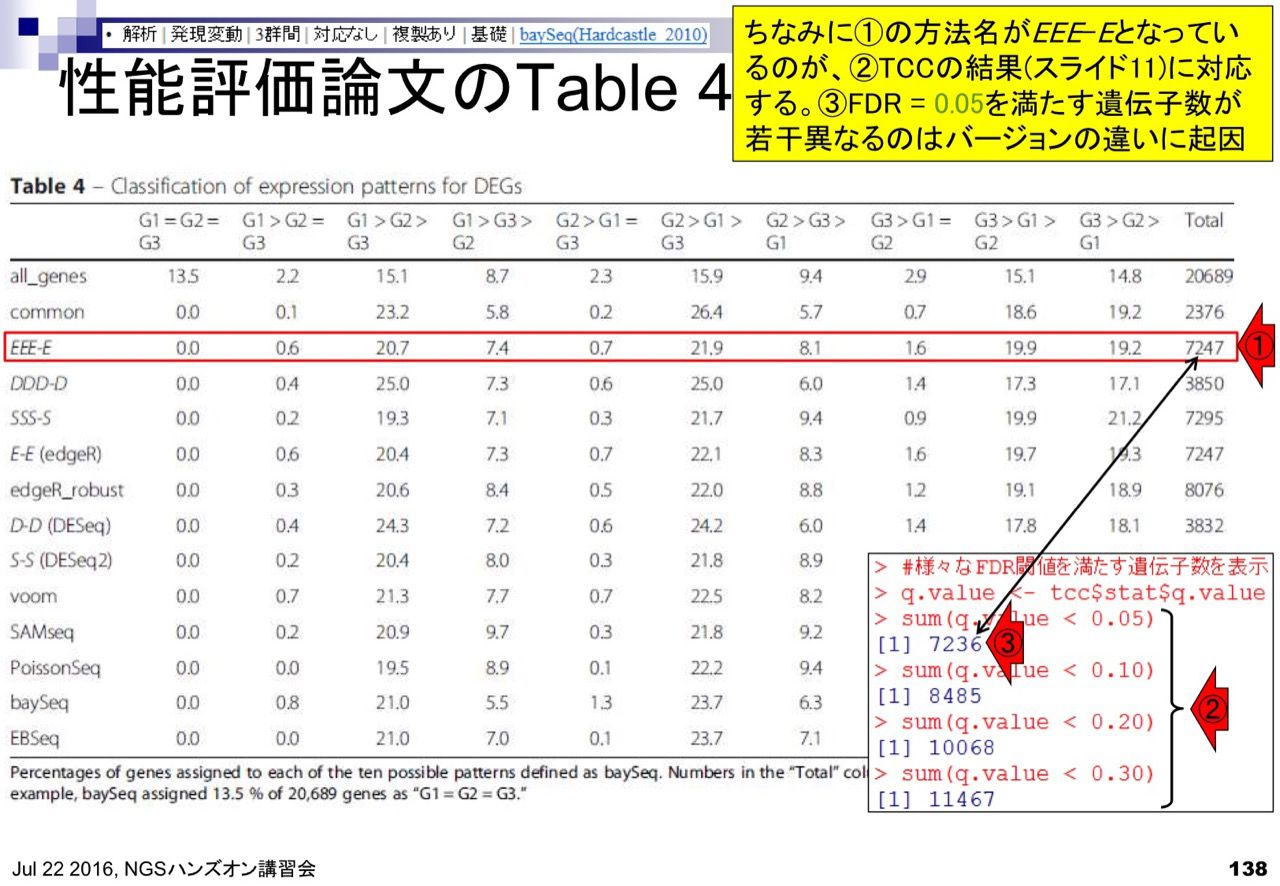 • 解析 | 発現変動 | 3群間 | 対応なし | 複製あり | 基礎 | baySeq(Hardcastle_2010)
性能評価論文のTable 4
ちなみに①の方法名がEEE-Eとなってい
るのが、②TCCの結果(スライド11)に対応
する。③FDR = 0.05を満たす遺伝子数が
若干異なるのはバージョンの違いに起因
Table 4 – Classification of expression patterns for DEGs
G1 = G2 = G3 G1 > G2 = G3 G1 > G2 > G3 G1 > G3 > G2 G2 > G1 = G3 G2 > G1 > G3 G2 > G3 > G1 G3 > G1 = G2 G3 > G1 > G2 G3 > G2 > G1 Total
all_genes 13.5 2.2 15.1 8.7 2.3 15.9 9.4 2.9 15.1 14.8 20689
common 0.0 0.1 23.2 5.8 0.2 26.4 5.7 0.7 18.6 19.2 2376
EEE-E 0.0 0.6 20.7 7.4 0.7 21.9 8.1 1.6 19.9 19.2 7247
①
DDD-D 0.0 0.4 25.0 7.3 0.6 25.0 6.0 1.4 17.3 17.1 3850
SSS-S 0.0 0.2 19.3 7.1 0.3 21.7 9.4 0.9 19.9 21.2 7295
E-E (edgeR) 0.0 0.6 20.4 7.3 0.7 22.1 8.3 1.6 19.7 19.3 7247
edgeR_robust 0.0 0.3 20.6 8.4 0.5 22.0 8.8 1.2 19.1 18.9 8076
D-D (DESeq) 0.0 0.4 24.3 7.2 0.6 24.2 6.0 1.4 17.8 18.1 3832
S-S (DESeq2) 0.0 0.2 20.4 8.0 0.3 21.8 8.9
voom 0.0 0.7 21.3 7.7 0.7 22.5 8.2
SAMseq 0.0 0.2 20.9 9.7 0.3 21.8 9.2
PoissonSeq 0.0 0.0 19.5 8.9 0.1 22.2 9.4
baySeq 0.0 0.8 21.0 5.5 1.3 23.7 6.3
EBSeq 0.0 0.0 21.0 7.0 0.1 23.7 7.1
Percentages of genes assigned to each of the ten possible patterns defined as baySeq. Numbers in the “Total” col
example, baySeq assigned 13.5 % of 20,689 genes as “G1 = G2 = G3.”
> #様々なFDR閾値を満たす遺伝子数を表示
> q.value <- tcc$stat$q.value
> sum(q.value < 0.05)
[1] 7236
③
> sum(q.value < 0.10)
[1] 8485
> sum(q.value < 0.20)
②
[1] 10068
> sum(q.value < 0.30)
[1] 11467
Jul 22 2016, NGSハンズオン講習会
138